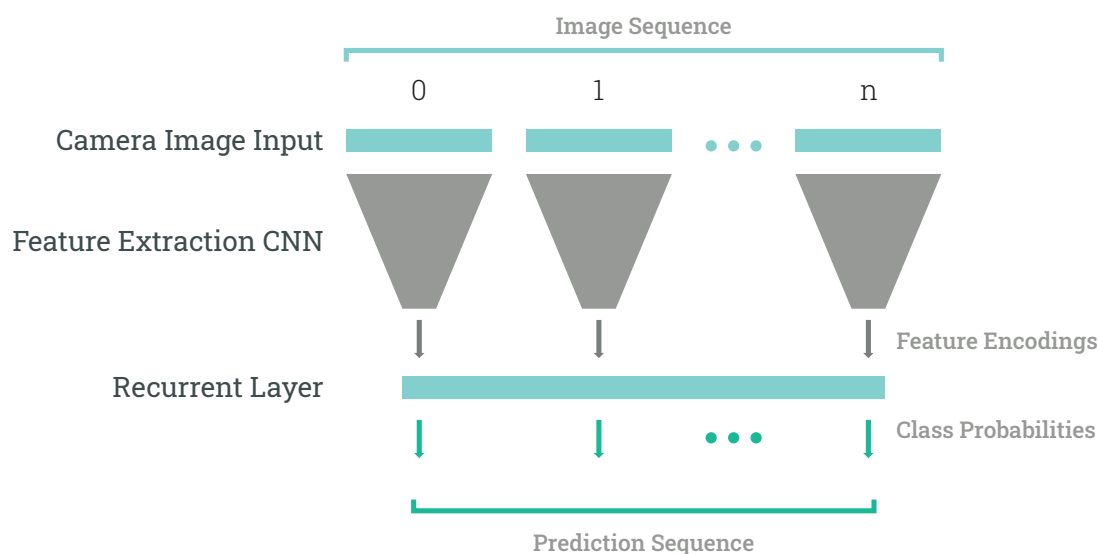 Image Sequence
0 1 n
Camera Image Input
Feature Extraction CNN
Feature Encodings
Recurrent Layer
Class Probabilities
Prediction Sequence